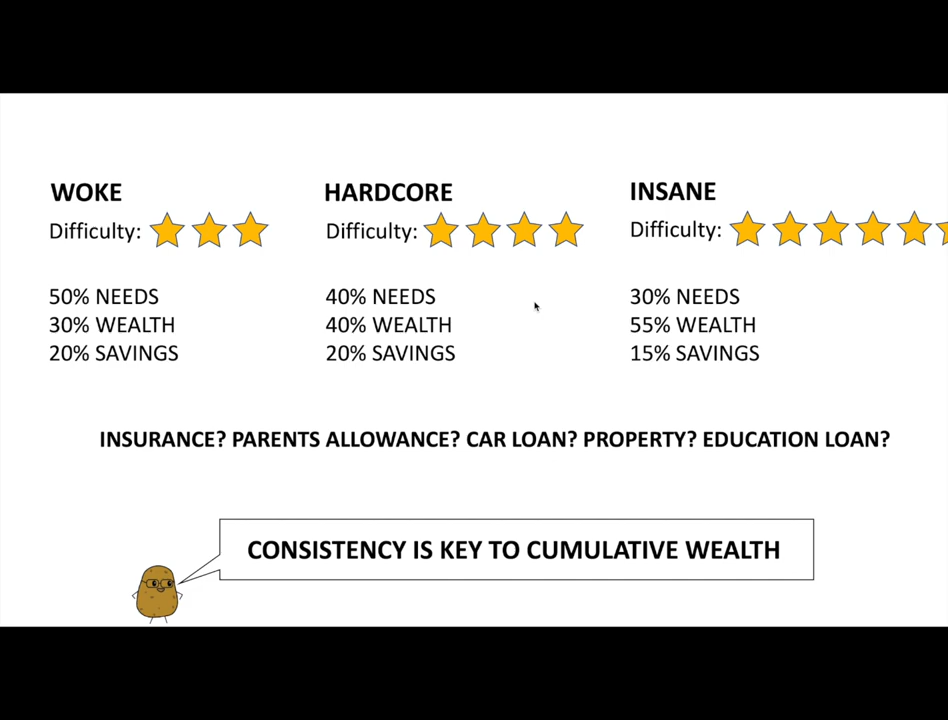 WOKE
Difficulty:
50% NEEDS
30% WEALTH
20% SAVINGS
HARDCORE
Difficulty:
40% NEEDS
40% WEALTH
20% SAVINGS
INSANE
Difficulty:
30% NEEDS
55% WEALTH
15% SAVINGS
INSURANCE? PARENTS ALLOWANCE? CAR LOAN? PROPERTY? EDUCATION LOAN?
CONSISTENCY IS KEY TO CUMULATIVE WEALTH